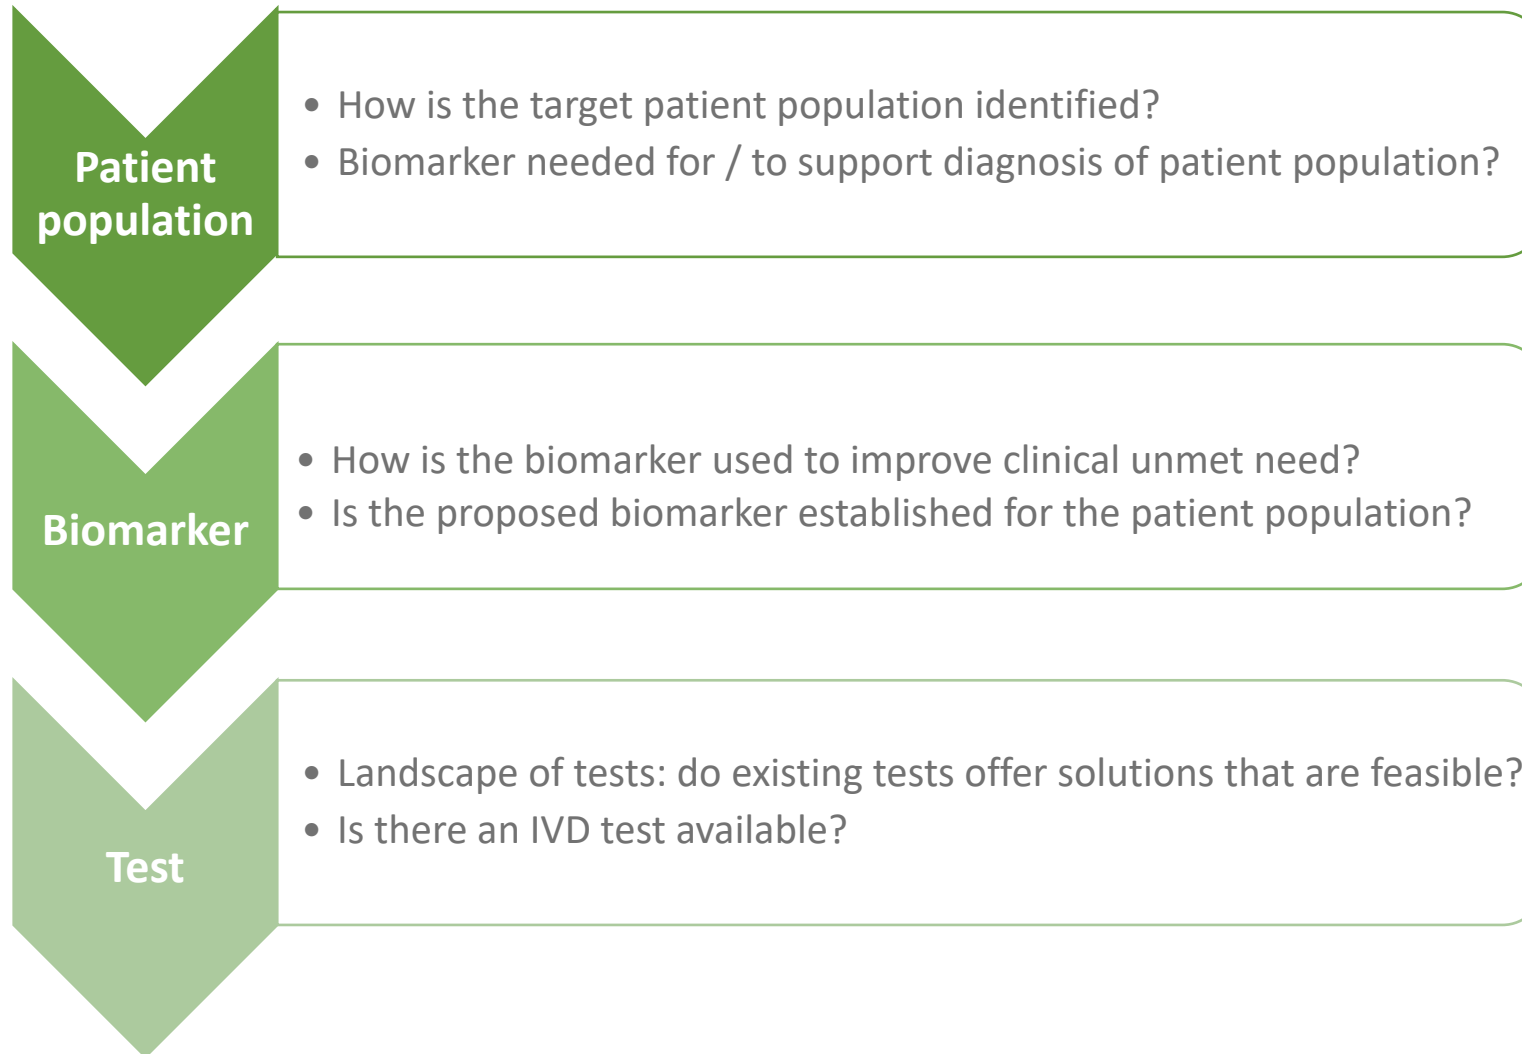 Patient
population
• How is the target patient population identified?
• Biomarker needed for / to support diagnosis of patient population?
Biomarker
• How is the biomarker used to improve clinical unmet need?
• Is the proposed biomarker established for the patient population?
Test
• Landscape of tests: do existing tests offer solutions that are feasible?
• Is there an IVD test available?